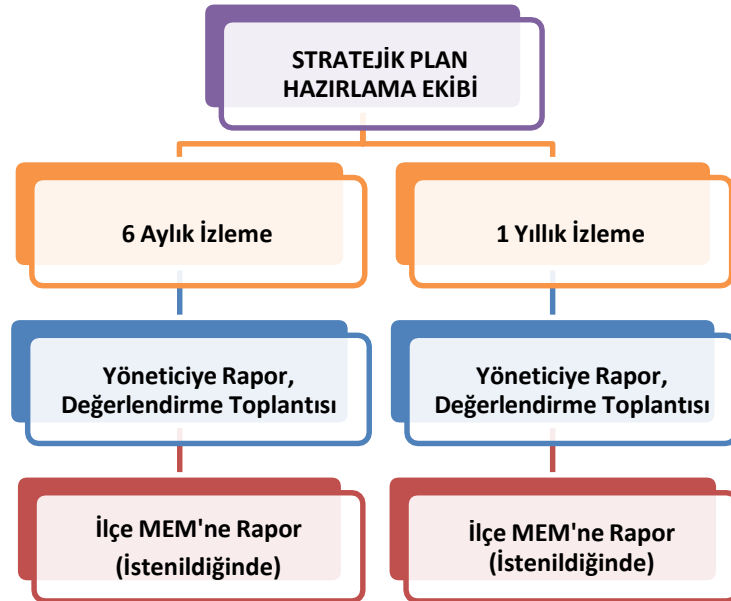 STRATEJİK PLAN
HAZIRLAMA EKİBİ
6 Aylık İzleme
1 Yıllık İzleme
Yöneticiye Rapor,
Değerlendirme Toplantısı
Yöneticiye Rapor,
Değerlendirme Toplantısı
İlçe MEM'ne Rapor
(İstenildiğinde)
İlçe MEM'ne Rapor
(İstenildiğinde)